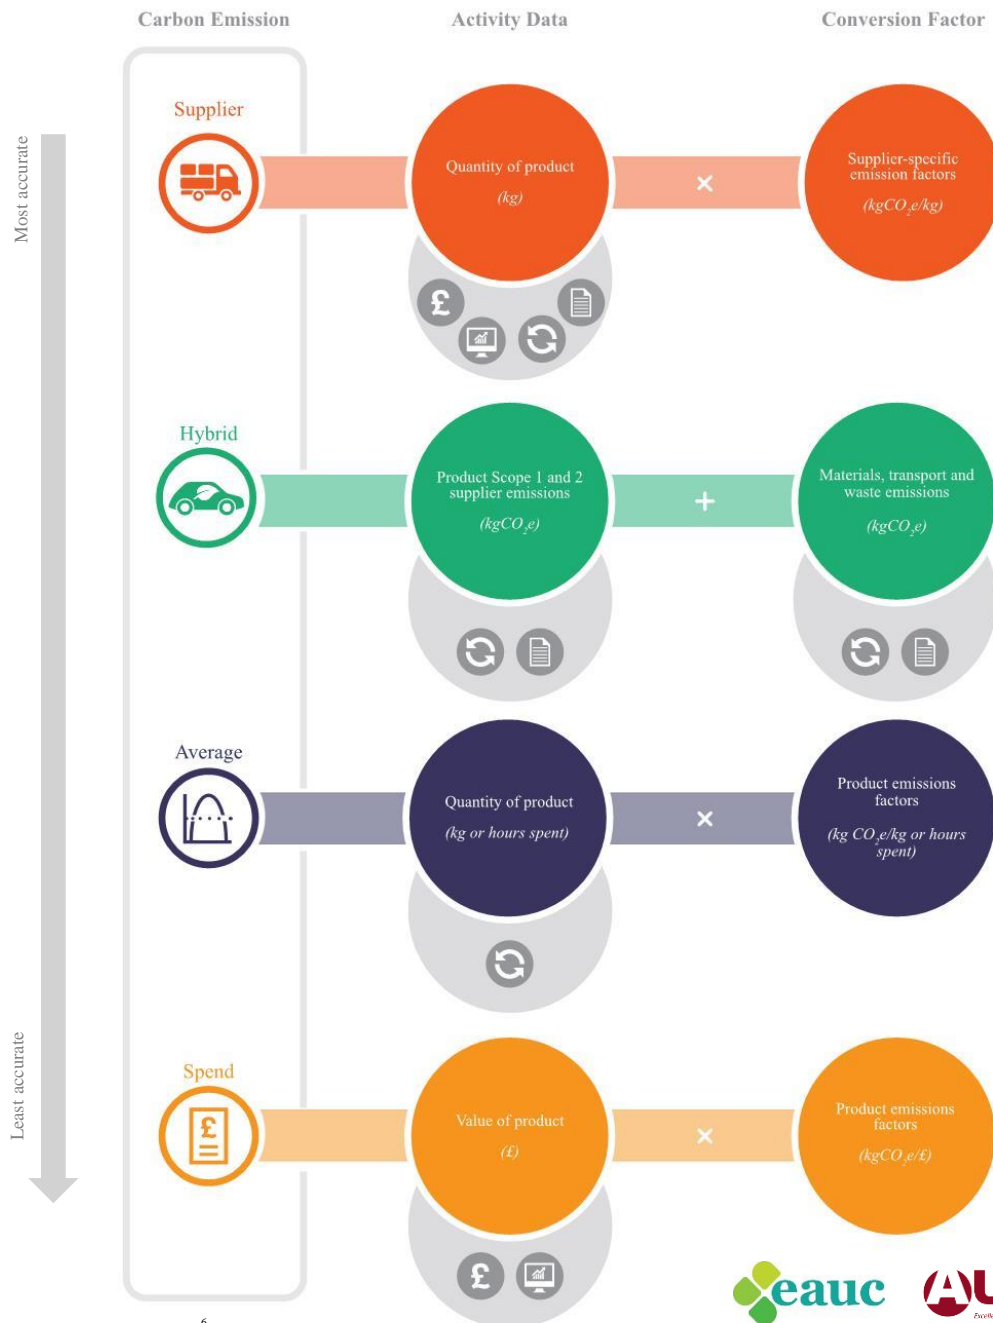 Carbon Emission
Activity Data
Conversion Factor
Most accurate
Supplier
Quantity of product
(kg)
×
Supplier-specific
emission factors
(kgCO₂e/kg)
£
Hybrid
Product Scope 1 and 2
supplier emissions
(kgCO₂e)
+
Materials, transport and
waste emissions
(kgCO₂e)
Average
Quantity of product
(kg or hours spent)
×
Product emissions
factors
(kg CO₂e/kg or hours
spent)
Least accurate
Spend
£
Value of product
(£)
×
Product emissions
factors
(kgCO₂e/£)
£
eauc
AU
Excelle
6